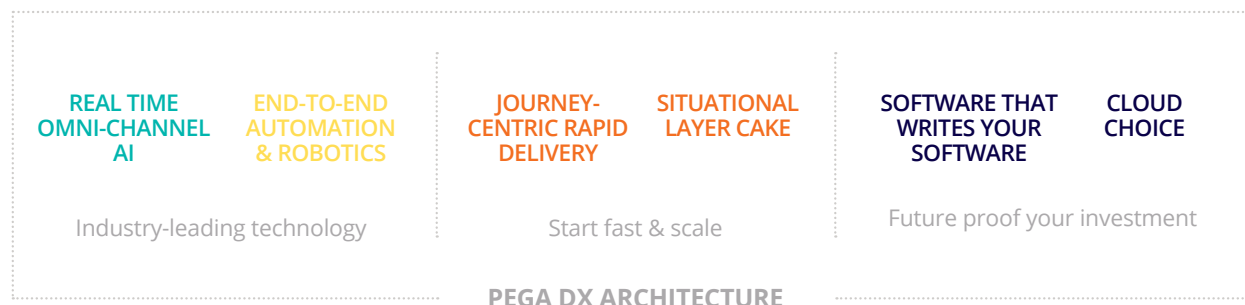 REAL TIME
OMNI-CHANNEL
AI
END-TO-END
AUTOMATION
& ROBOTICS
Industry-leading technology
JOURNEY-
CENTRIC RAPID
DELIVERY
SITUATIONAL
LAYER CAKE
Start fast & scale
SOFTWARE THAT
WRITES YOUR
SOFTWARE
CLOUD
CHOICE
Future proof your investment
PEGA DX ARCHITECTURE